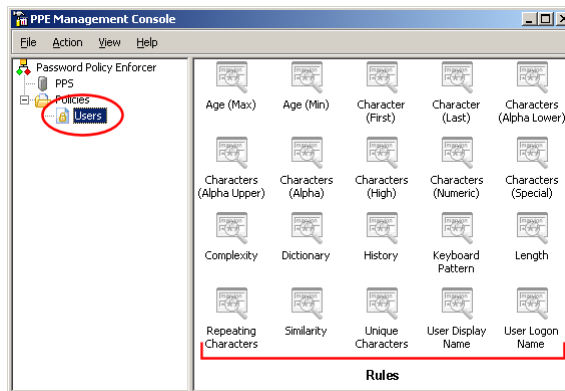 PPE Management Console
File Action View Help
Password Policy Enforcer
PPS
Policies
Users
Age (Max)
Age (Min)
Character
(First)
Character
(Last)
Characters
(Alpha Lower)
Characters
(Alpha Upper)
Characters
(Alpha)
Characters
(High)
Characters
(Numeric)
Characters
(Special)
Complexity
Dictionary
History
Keyboard
Pattern
Length
Repeating
Characters
Similarity
Unique
Characters
User Display
Name
User Logon
Name
Rules